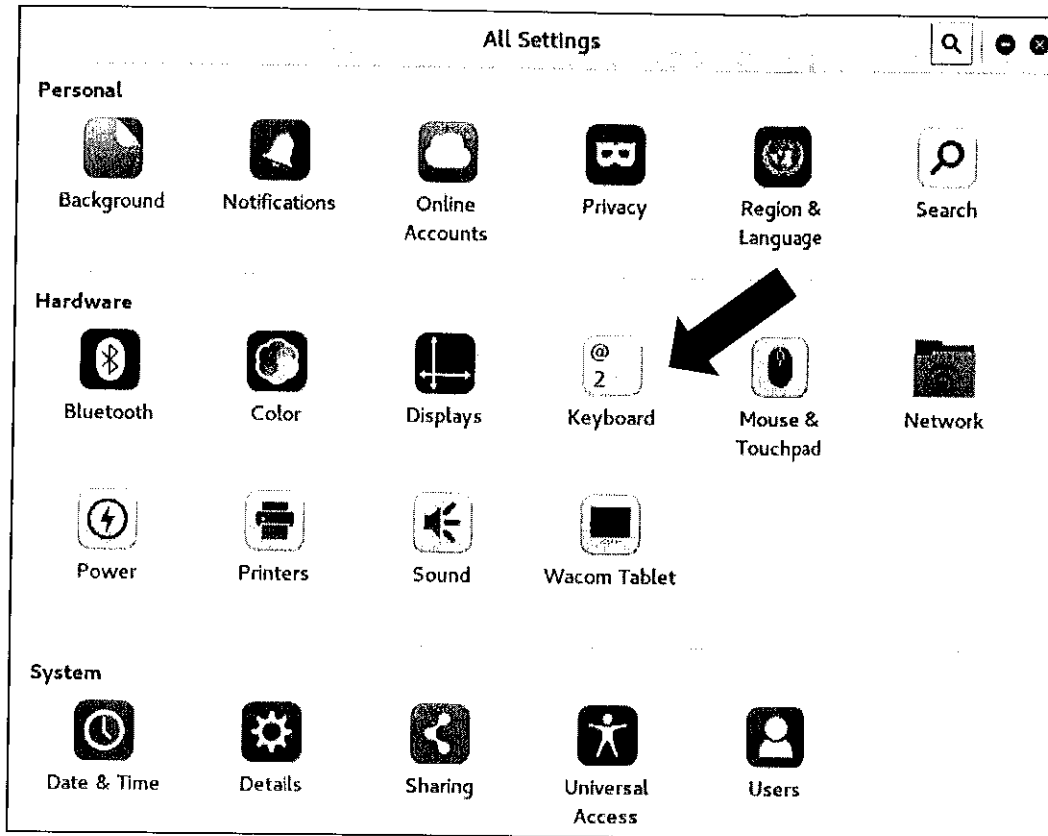 All Settings
Personal
Background Notifications Online Accounts Privacy Region & Language Search
Hardware
@
2
Bluetooth Color Displays Keyboard Mouse & Touchpad Network
Power Printers Sound Wacom Tablet
System
Date & Time Details Sharing Universal Access Users